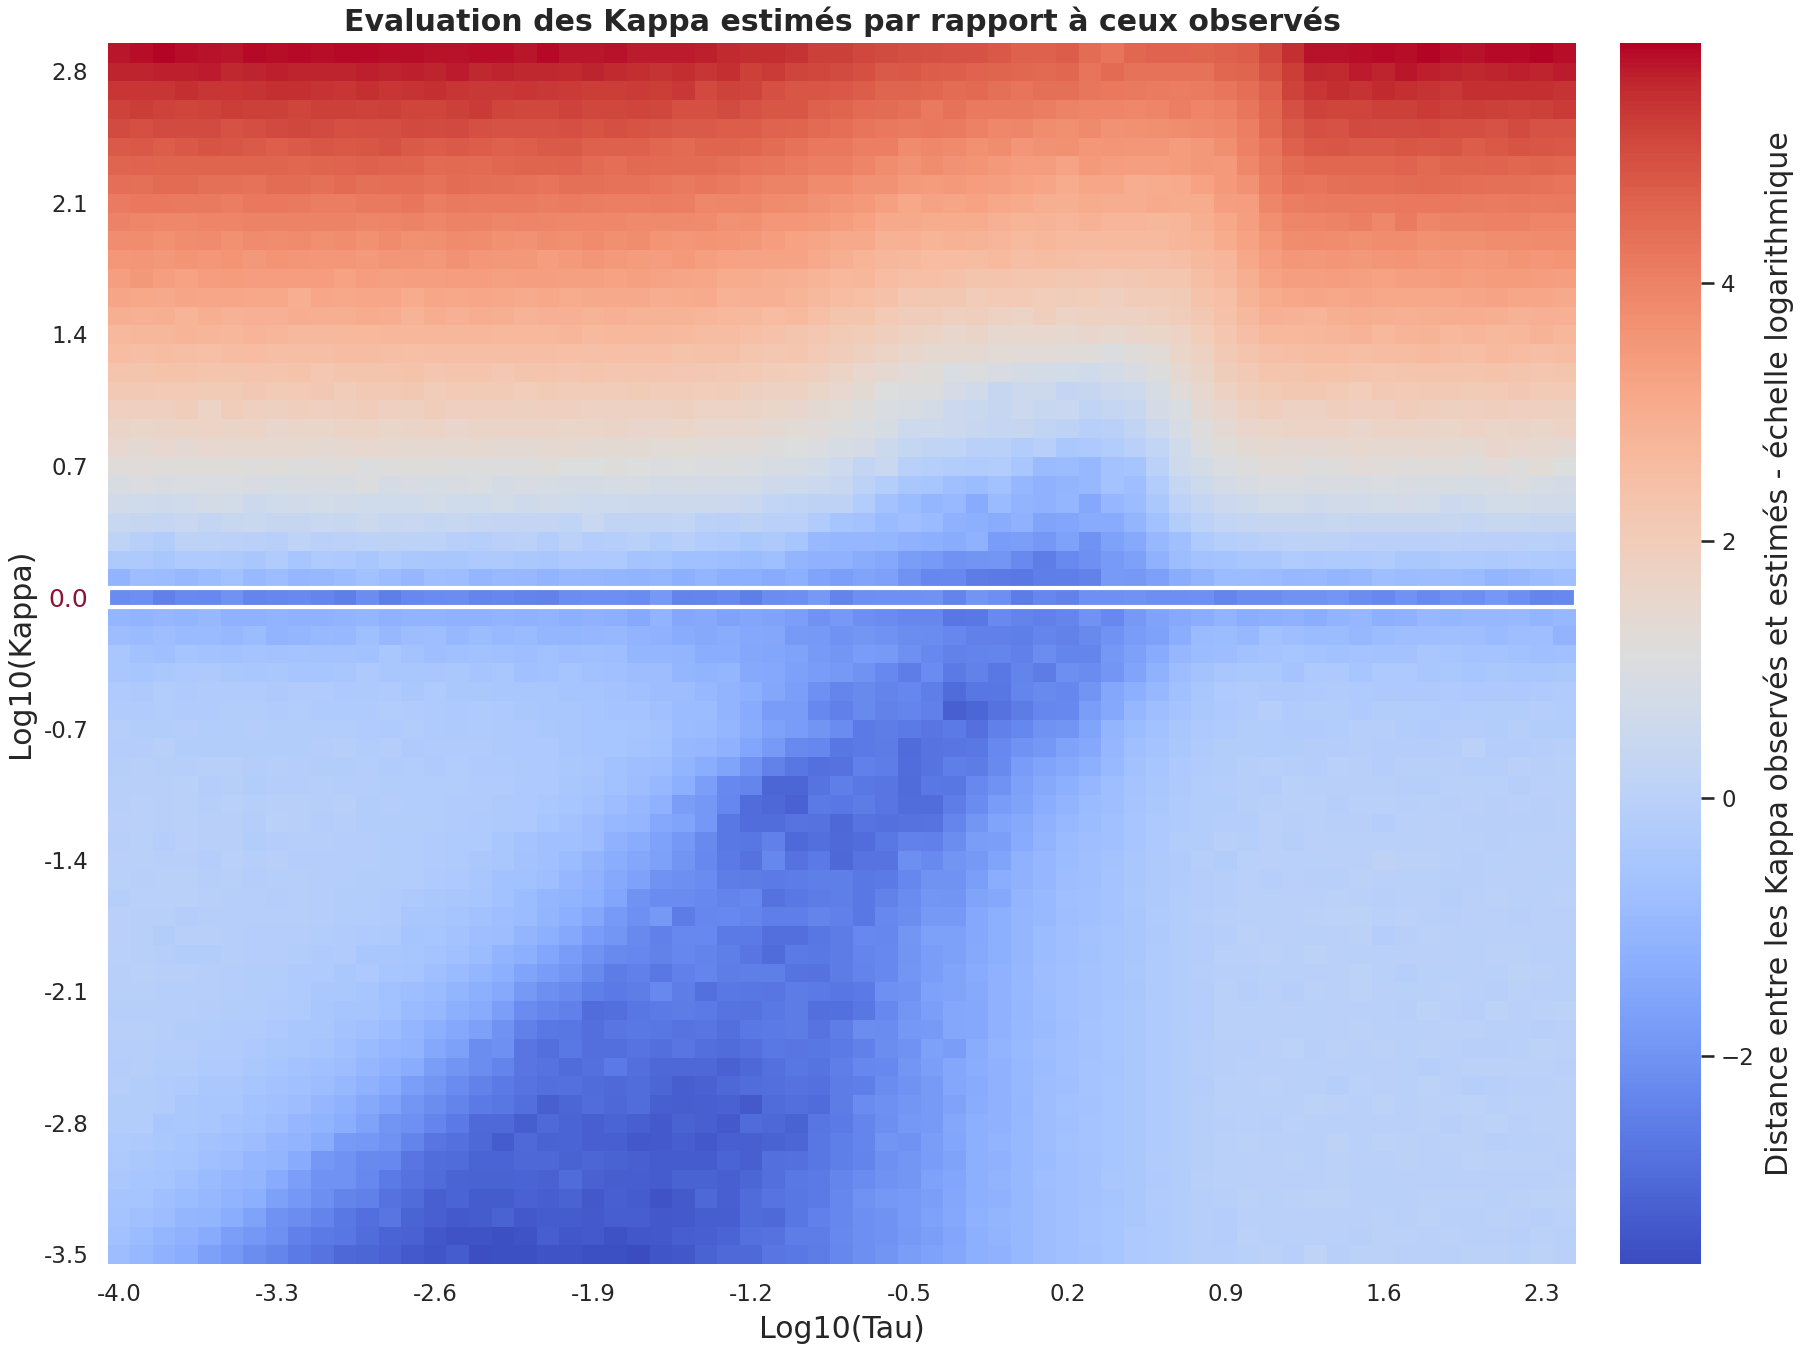 Evaluation des Kappa estimés par rapport à ceux observés
2.8
2.1
1.4
0.7
0.0
-0.7
-1.4
-2.1
-2.8
-3.5
Log10(Kappa)
-4.0 -3.3 -2.6 -1.9 -1.2 -0.5 0.2 0.9 1.6 2.3
Log10(Tau)
4
2
0
−2
Distance entre les Kappa observés et estimés - échelle logarithmique